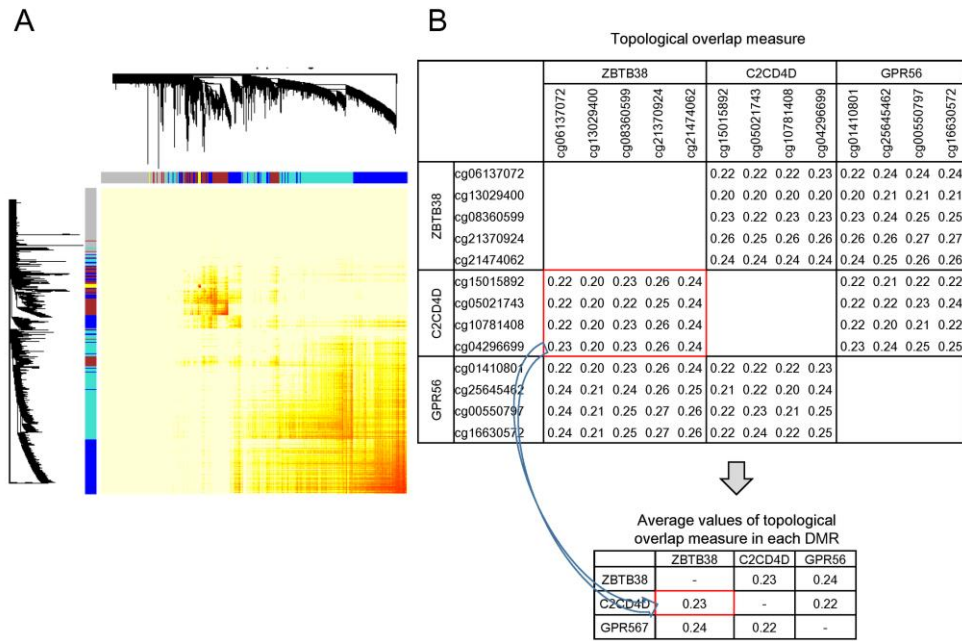 A
B
Topological overlap measure
ZBTB38 C2CD4D GPR56
cg06137072 cg13029400 cg08360599 cg21370924 cg21474062 cg15015892 cg05021743 cg10781408 cg04296699 cg01410801 cg25645462 cg00550797 cg16630572
ZBTB38
cg06137072 0.22 0.22 0.22 0.23 0.22 0.24 0.24 0.24
cg13029400 0.20 0.20 0.20 0.20 0.20 0.21 0.21 0.21
cg08360599 0.23 0.22 0.23 0.23 0.23 0.24 0.25 0.25
cg21370924 0.26 0.25 0.26 0.26 0.26 0.26 0.27 0.27
cg21474062 0.24 0.24 0.24 0.24 0.24 0.25 0.26 0.26
C2CD4D
cg15015892 0.22 0.20 0.23 0.26 0.24 0.22 0.21 0.22 0.22
cg05021743 0.22 0.20 0.22 0.25 0.24 0.22 0.22 0.23 0.24
cg10781408 0.22 0.20 0.23 0.26 0.24 0.22 0.20 0.21 0.22
cg04296699 0.23 0.20 0.23 0.26 0.24 0.23 0.24 0.25 0.25
GPR56
cg01410801 0.22 0.20 0.23 0.26 0.24 0.22 0.22 0.22 0.23
cg25645462 0.24 0.21 0.24 0.26 0.25 0.21 0.22 0.20 0.24
cg00550797 0.24 0.21 0.25 0.27 0.26 0.22 0.23 0.21 0.25
cg16630572 0.24 0.21 0.25 0.27 0.26 0.22 0.24 0.22 0.25
Average values of topological
overlap measure in each DMR
ZBTB38 C2CD4D GPR56
ZBTB38 - 0.23 0.24
C2CD4D 0.23 - 0.22
GPR567 0.24 0.22 -